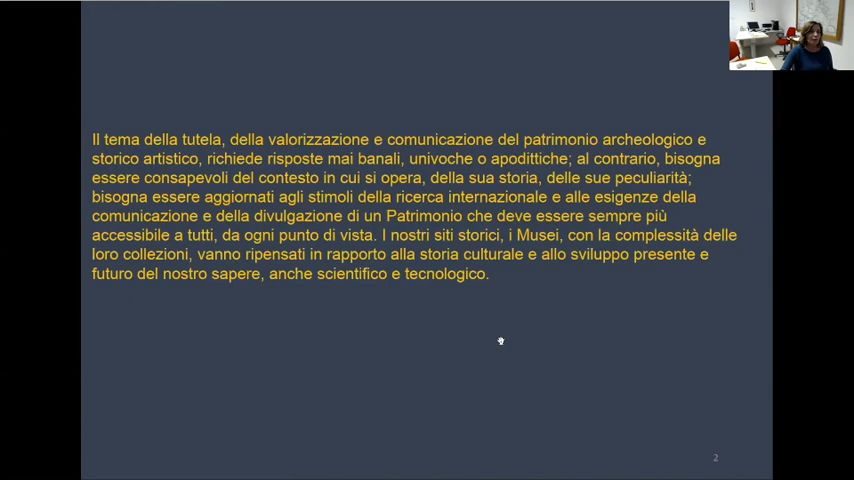 Il tema della tutela, della valorizzazione e comunicazione del patrimonio archeologico e
storico artistico, richiede risposte mai banali, univoche o apodittiche; al contrario, bisogna
essere consapevoli del contesto in cui si opera, della sua storia, delle sue peculiarità;
bisogna essere aggiornati agli stimoli della ricerca internazionale e alle esigenze della
comunicazione e della divulgazione di un Patrimonio che deve essere sempre più
accessibile a tutti, da ogni punto di vista. I nostri siti storici, i Musei, con la complessità delle
loro collezioni, vanno ripensati in rapporto alla storia culturale e allo sviluppo presente e
futuro del nostro sapere, anche scientifico e tecnologico.
2